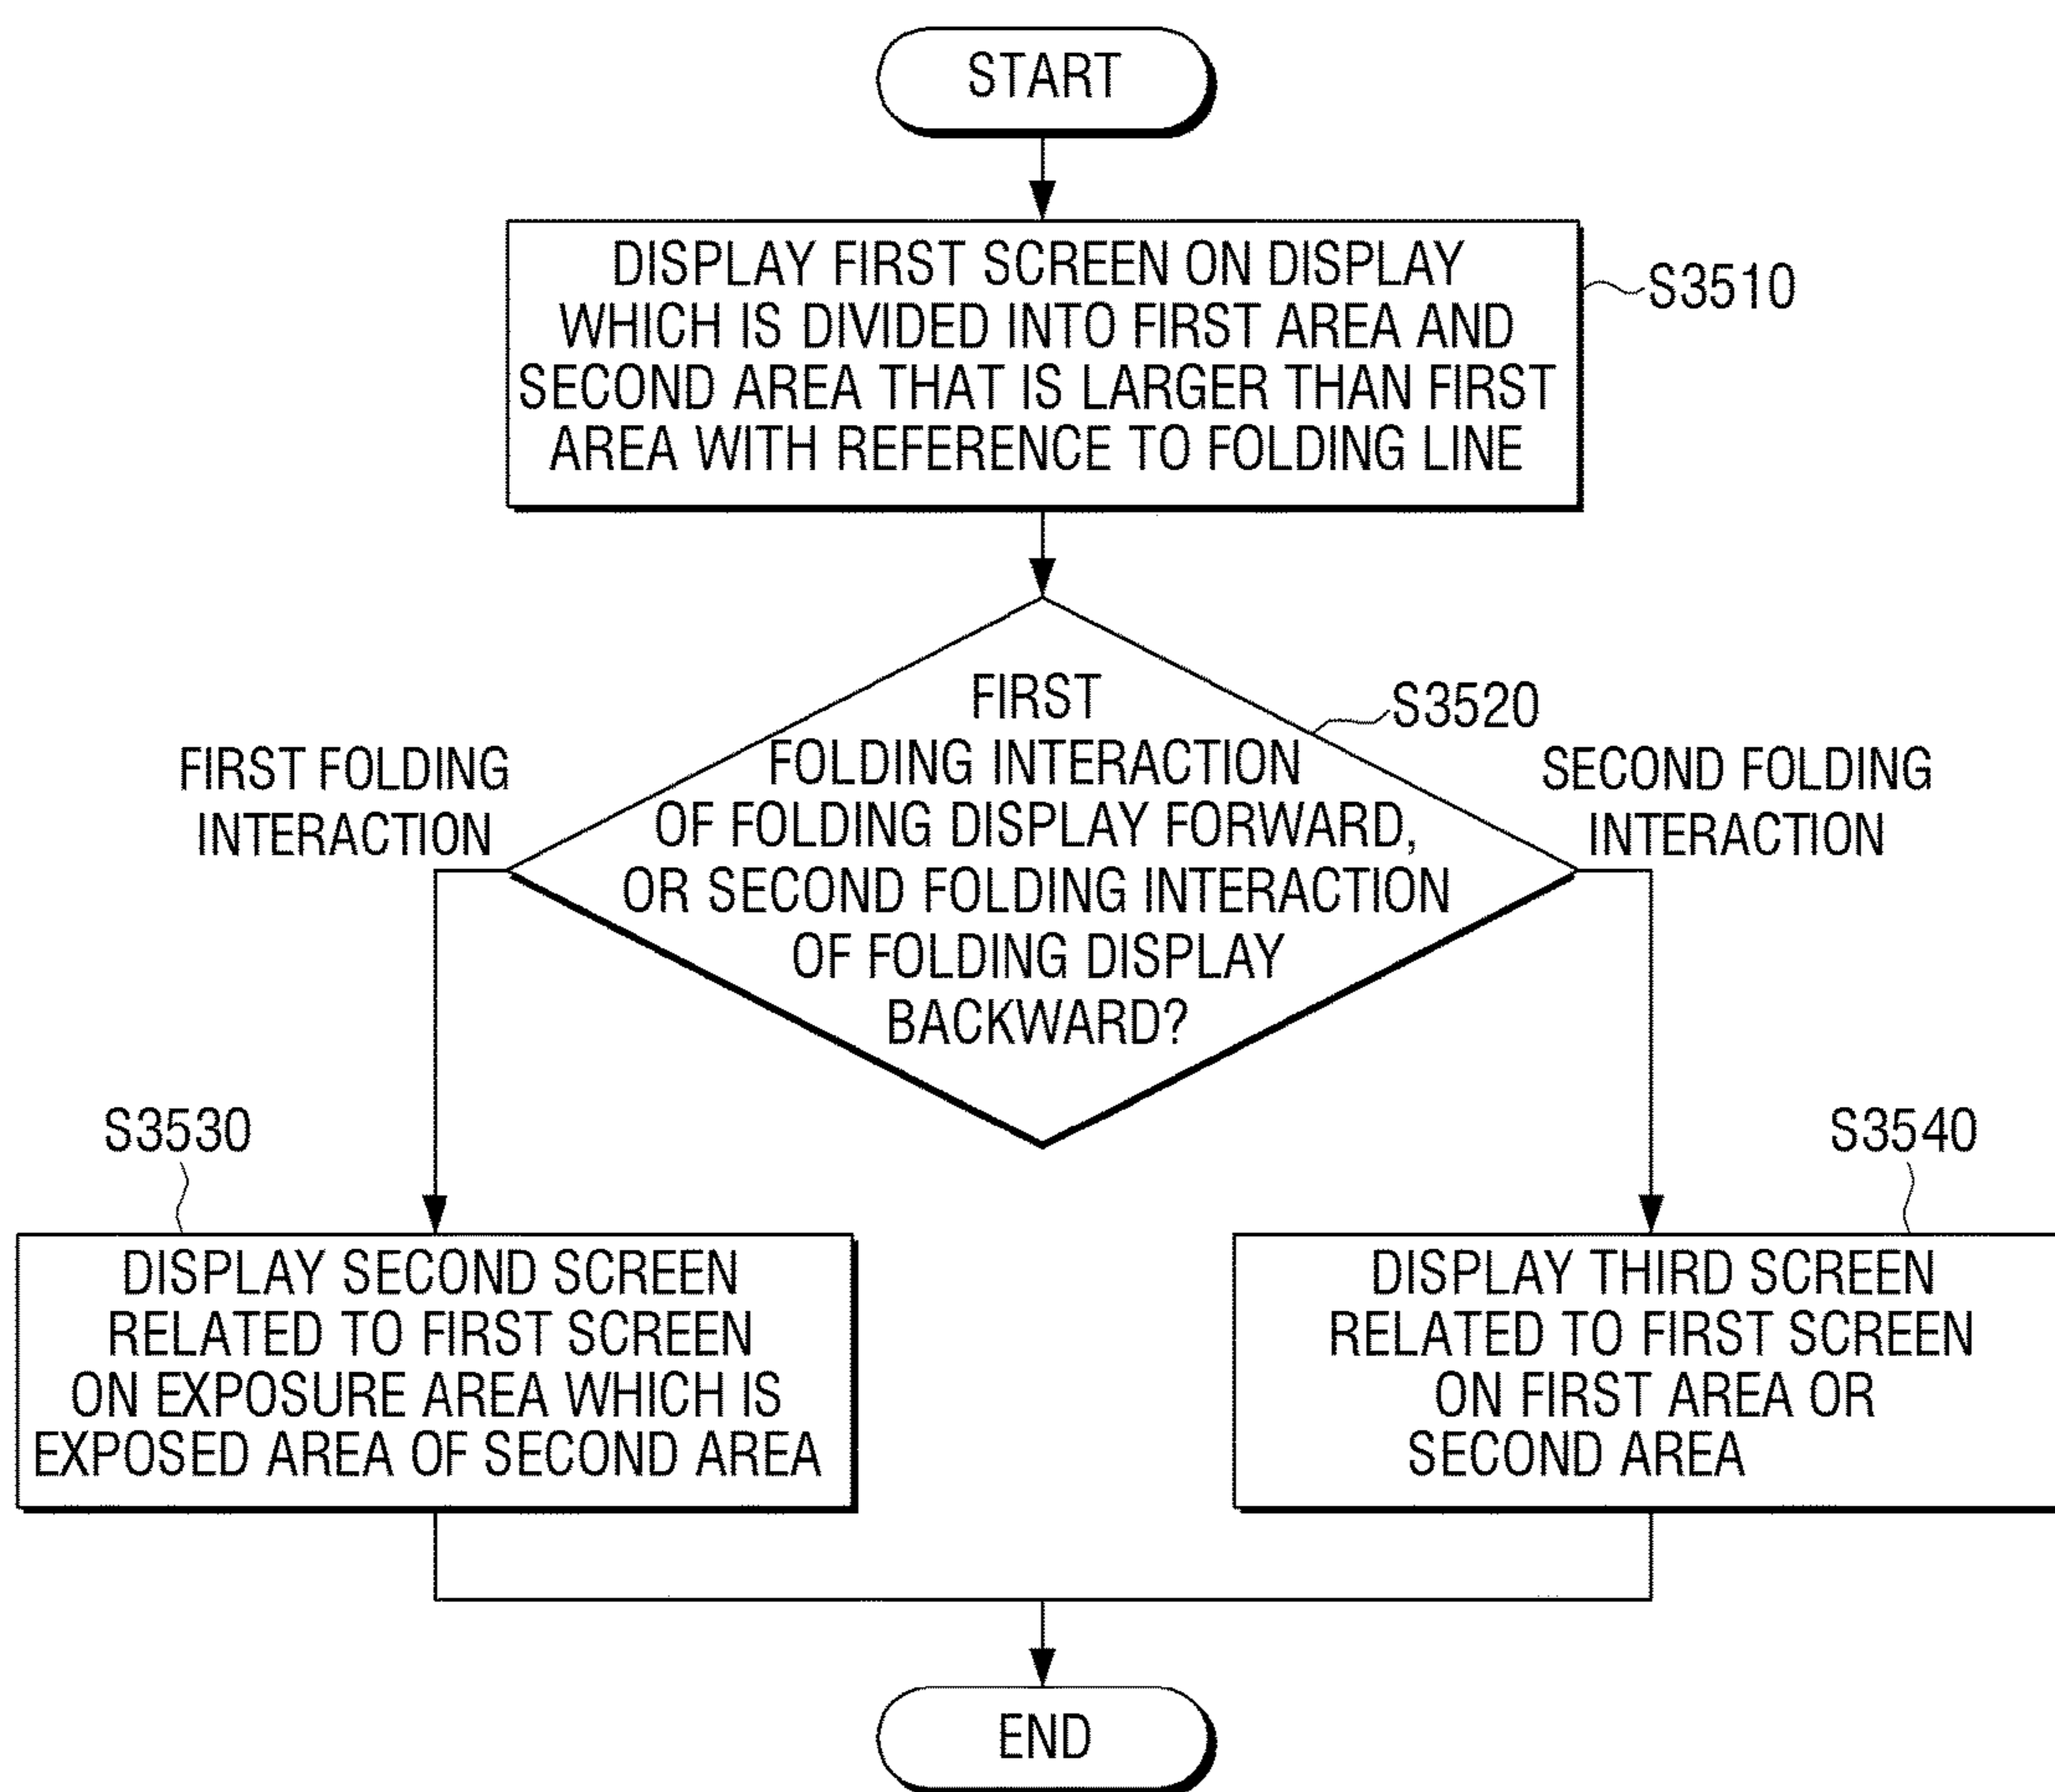 START
DISPLAY FIRST SCREEN ON DISPLAY
WHICH IS DIVIDED INTO FIRST AREA AND
SECOND AREA THAT IS LARGER THAN FIRST
AREA WITH REFERENCE TO FOLDING LINE
S3510
FIRST
FOLDING INTERACTION
OF FOLDING DISPLAY FORWARD,
OR SECOND FOLDING INTERACTION
OF FOLDING DISPLAY
BACKWARD?
S3520
FIRST FOLDING
INTERACTION
SECOND FOLDING
INTERACTION
S3530
DISPLAY SECOND SCREEN
RELATED TO FIRST SCREEN
ON EXPOSURE AREA WHICH IS
EXPOSED AREA OF SECOND AREA
S3540
DISPLAY THIRD SCREEN
RELATED TO FIRST SCREEN
ON FIRST AREA OR
SECOND AREA
END